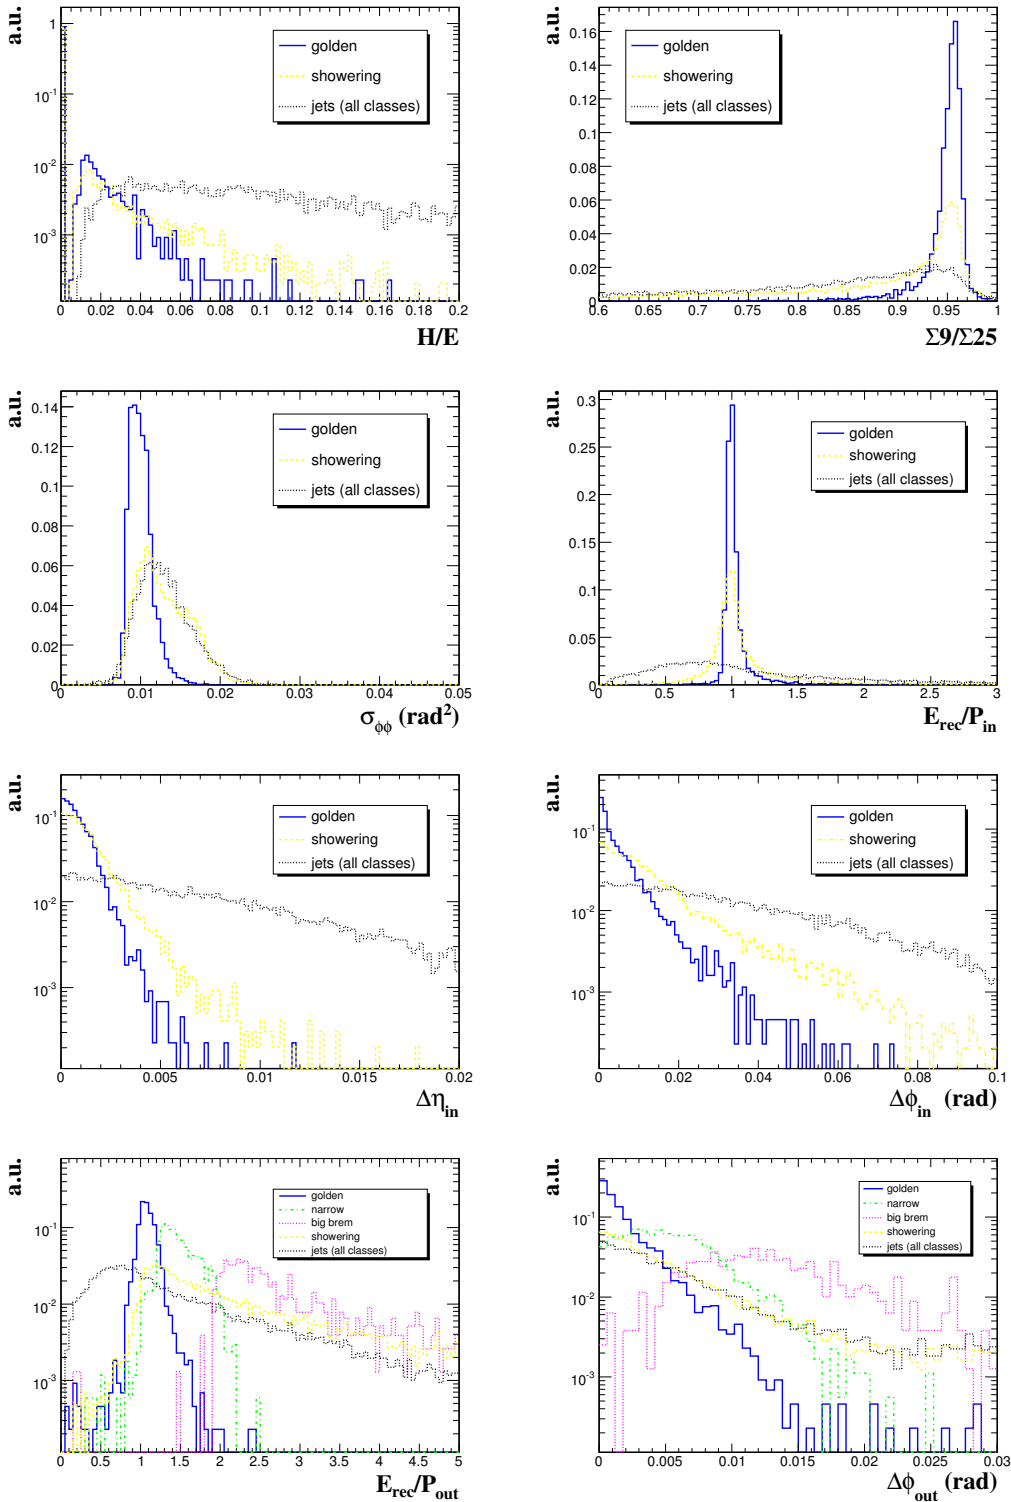 a.u.
1
10-1
10-2
10-3
golden
showering
jets (all classes)
0 0.02 0.04 0.06 0.08 0.1 0.12 0.14 0.16 0.18 0.2
H/E
a.u.
0.16
0.14
0.12
0.1
0.08
0.06
0.04
0.02
0
golden
showering
jets (all classes)
0.6 0.65 0.7 0.75 0.8 0.85 0.9 0.95 1
Σ9/Σ25
a.u.
0.14
0.12
0.1
0.08
0.06
0.04
0.02
0
golden
showering
jets (all classes)
0 0.01 0.02 0.03 0.04 0.05
σφφ (rad2)
a.u.
0.3
0.25
0.2
0.15
0.1
0.05
0
golden
showering
jets (all classes)
0 0.5 1 1.5 2 2.5 3
Erec/Pin
a.u.
10-1
10-2
10-3
golden
showering
jets (all classes)
0 0.005 0.01 0.015 0.02
Δηin
a.u.
10-1
10-2
10-3
golden
showering
jets (all classes)
0 0.02 0.04 0.06 0.08 0.1
Δφin (rad)
a.u.
10-1
10-2
10-3
golden
narrow
big brem
showering
jets (all classes)
0 0.5 1 1.5 2 2.5 3 3.5 4 4.5 5
Erec/Pout
a.u.
10-1
10-2
10-3
golden
narrow
big brem
showering
jets (all classes)
0 0.005 0.01 0.015 0.02 0.025 0.03
Δφout (rad)